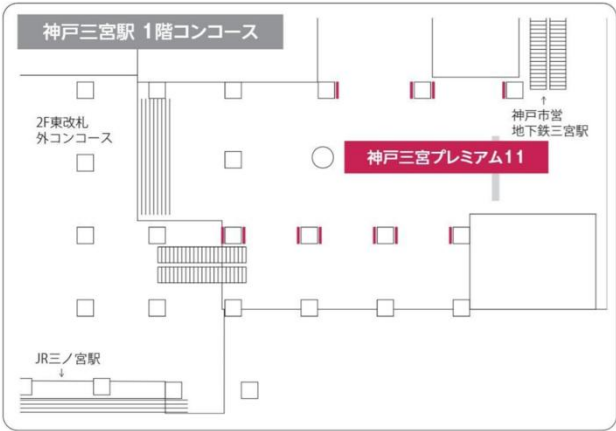 神戸三宮駅 1階コンコース
2F東改札
外コンコース
↑
神戸市営
地下鉄三宮駅
神戸三宮プレミアム11
JR三ノ宮駅
↓